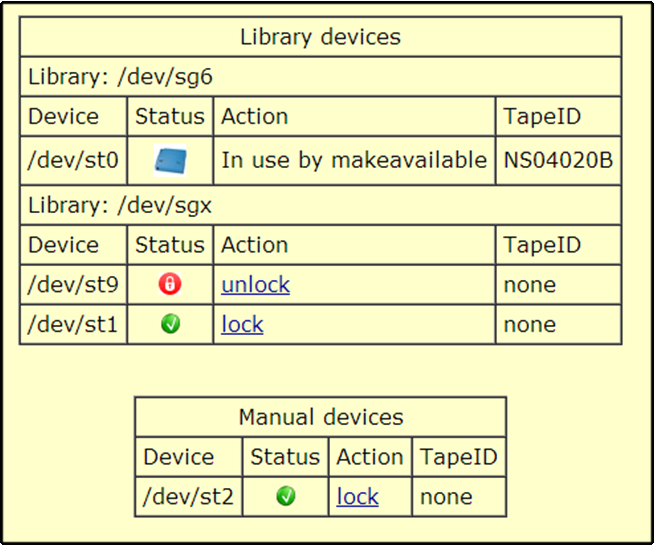 Library devices
Library: /dev/sg6
Device Status Action TapeID
/dev/st0 In use by makeavailable NS04020B
Library: /dev/sgx
Device Status Action TapeID
/dev/st9 unlock none
/dev/st1 lock none
Manual devices
Device Status Action TapeID
/dev/st2 lock none